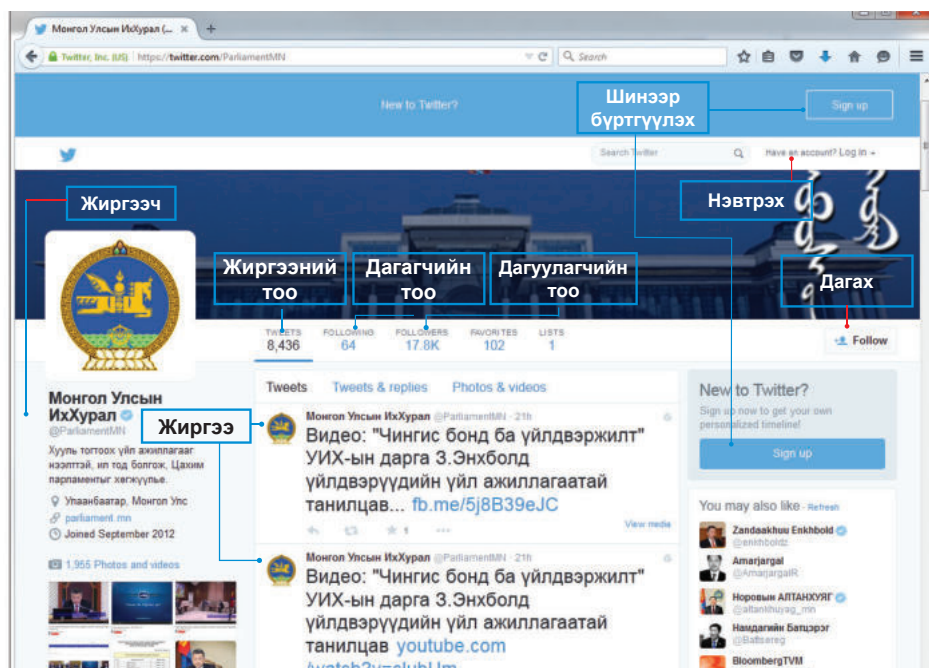 Монгол Улсын ИхХурал (...
Twitter, Inc. (US) https://twitter.com/ParliamentMN
Search
New to Twitter?
Шинээр
бүртгүүлэх
Sign up
Search Twitter
Have an account? Log in
Жиргээч
Нэвтрэх
Жиргээний
тоо
Дагагчийн
тоо
Дагуулагчийн
тоо
Дагах
TWEETS FOLLOWING FOLLOWERS FAVORITES LISTS
8,436 64 17.8K 102 1
Follow
Монгол Улсын
ИхХурал
@ParliamentMN
Хууль тогтоох үйл ажиллагааг
нээлттэй, ил тод болгож, Цахим
парламентыг хөгжүүлье.
Улаанбаатар, Монгол Улс
parliament.mn
Joined September 2012
1,955 Photos and videos
Жиргээ
Tweets Tweets & replies Photos & videos
Монгол Улсын ИхХурал @ParliamentMN · 21h
Видео: "Чингис бонд ба үйлдвэржилт"
УИХ-ын дарга З.Энхболд
үйлдвэрүүдийн үйл ажиллагаатай
танилцав... fb.me/5j8B39eJC
View media
Монгол Улсын ИхХурал @ParliamentMN · 21h
Видео: "Чингис бонд ба үйлдвэржилт"
УИХ-ын дарга З.Энхболд
үйлдвэрүүдийн үйл ажиллагаатай
танилцав youtube.com
New to Twitter?
Sign up now to get your own
personalized timeline!
Sign up
You may also like · Refresh
Zandaakhuu Enkhbold
@enkhboldz
Amarjargal
@AmarjargalR
Норовын АЛТАНХУЯГ
@altankhuyag_mn
Намдагийн Батцэрэг
@Battsereg
BloombergTVM